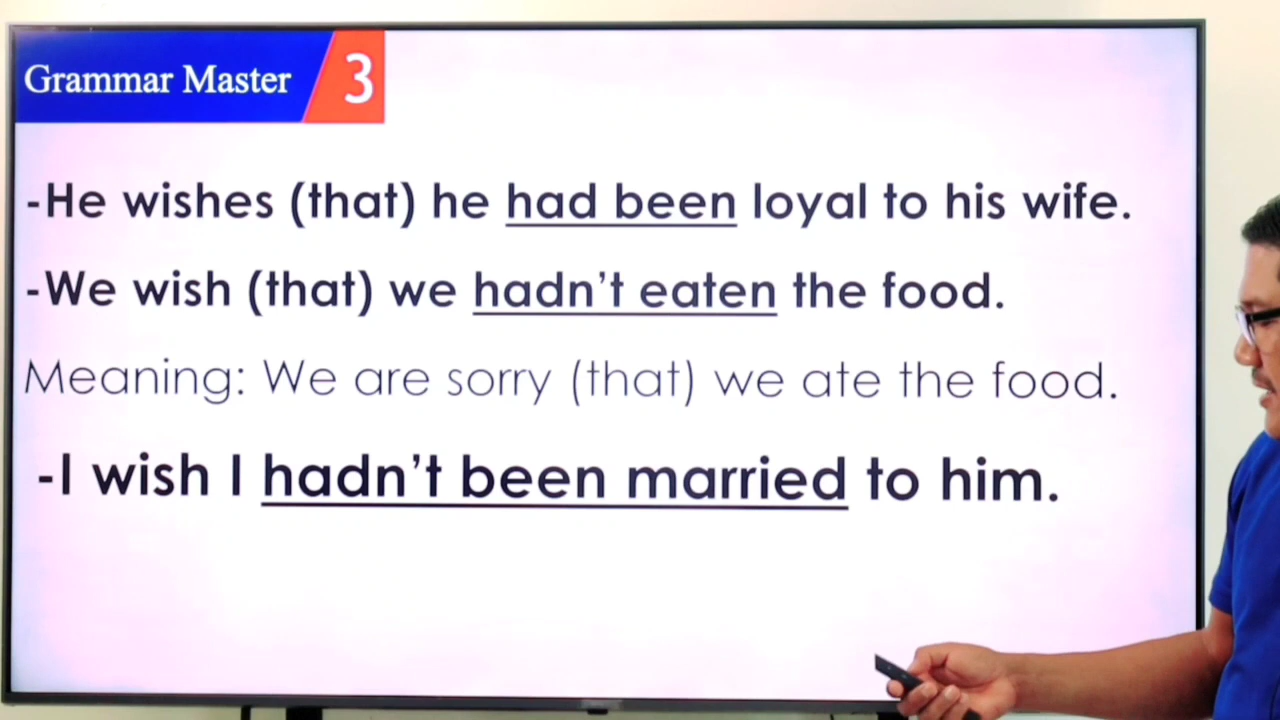 Grammar Master 3
-He wishes (that) he had been loyal to his wife.
-We wish (that) we hadn't eaten the food.
Meaning: We are sorry (that) we ate the food.
-I wish I hadn't been married to him.